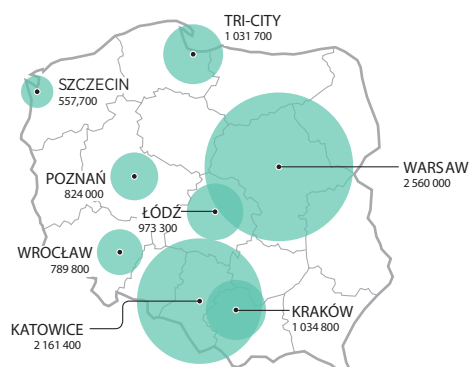 TRI-CITY
1 031 700
SZCZECIN
557,700
WARSAW
2 560 000
POZNAŃ
824 000
ŁÓDŹ
973 300
WROCŁAW
789 800
KRAKÓW
1 034 800
KATOWICE
2 161 400